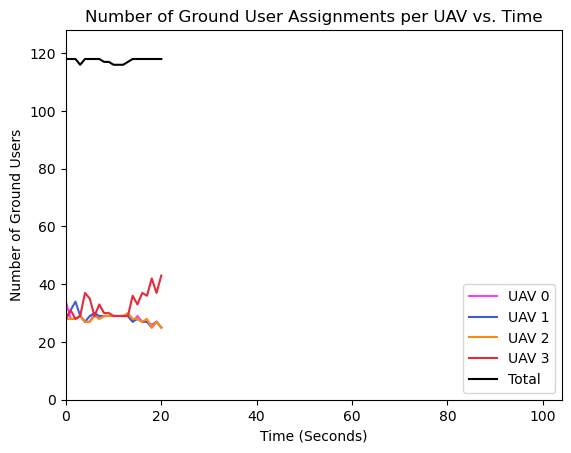 Number of Ground User Assignments per UAV vs. Time
Number of Ground Users
120
100
80
60
40
20
0
0 20 40 60 80 100
Time (Seconds)
UAV 0
UAV 1
UAV 2
UAV 3
Total